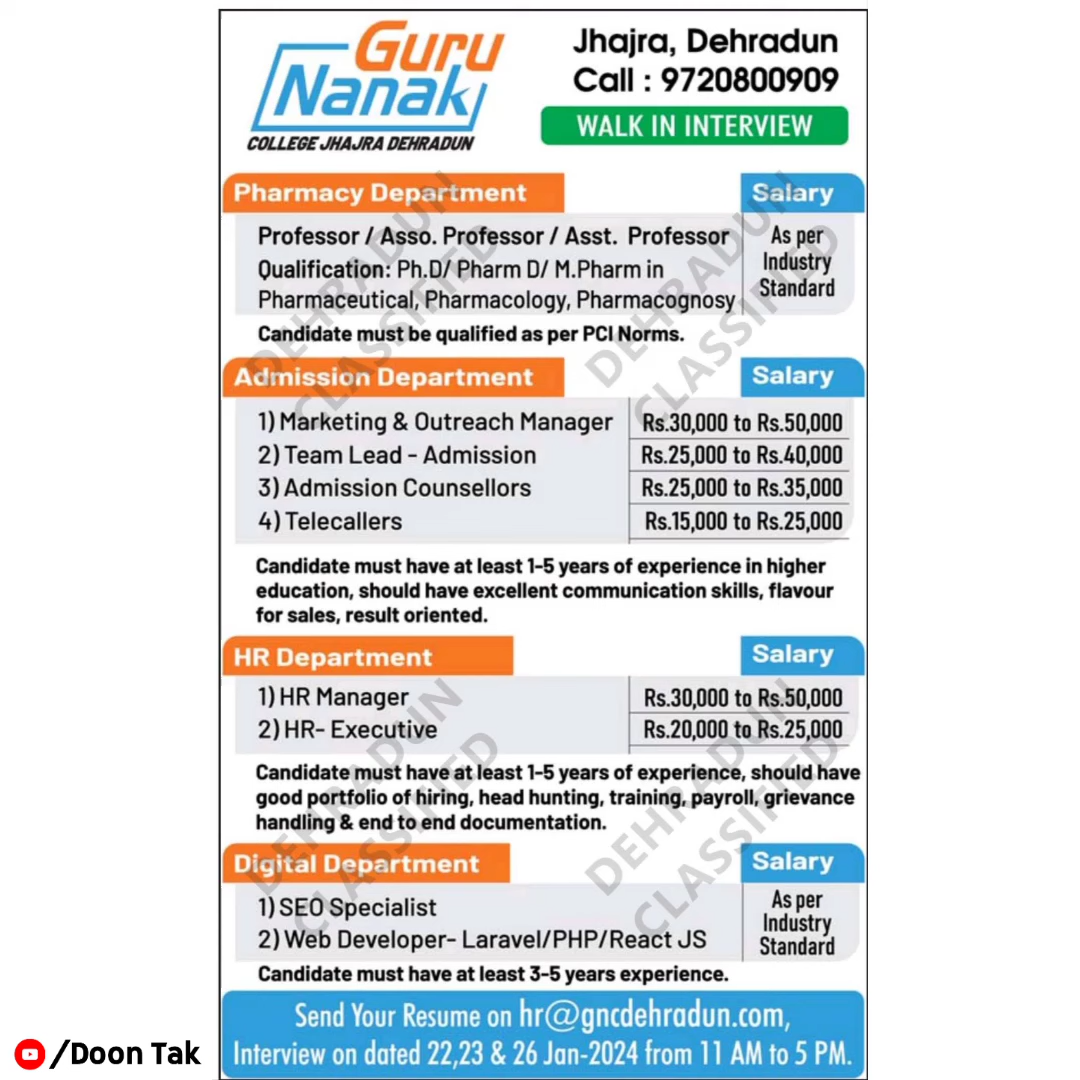 Guru
Nanak
COLLEGE JHAJRA DEHRADUN
Jhajra, Dehradun
Call : 9720800909
WALK IN INTERVIEW
Pharmacy Department
Salary
Professor / Asso. Professor / Asst. Professor
Qualification: Ph.D/ Pharm D/ M.Pharm in
Pharmaceutical, Pharmacology, Pharmacognosy
As per
Industry
Standard
Candidate must be qualified as per PCI Norms.
Admission Department
Salary
1) Marketing & Outreach Manager Rs.30,000 to Rs.50,000
2) Team Lead - Admission Rs.25,000 to Rs.40,000
3) Admission Counsellors Rs.25,000 to Rs.35,000
4) Telecallers Rs.15,000 to Rs.25,000
Candidate must have at least 1-5 years of experience in higher
education, should have excellent communication skills, flavour
for sales, result oriented.
HR Department
Salary
1) HR Manager Rs.30,000 to Rs.50,000
2) HR- Executive Rs.20,000 to Rs.25,000
Candidate must have at least 1-5 years of experience, should have
good portfolio of hiring, head hunting, training, payroll, grievance
handling & end to end documentation.
Digital Department
Salary
1) SEO Specialist
2) Web Developer- Laravel/PHP/React JS
As per
Industry
Standard
Candidate must have at least 3-5 years experience.
Send Your Resume on hr@gncdehradun.com,
Interview on dated 22,23 & 26 Jan-2024 from 11 AM to 5 PM.
/Doon Tak
DEHRADUN
CLASSIFIED
DEHRADUN
CLASSIFIED
DEHRADUN
CLASSIFIED
DEHRADUN
CLASSIFIED